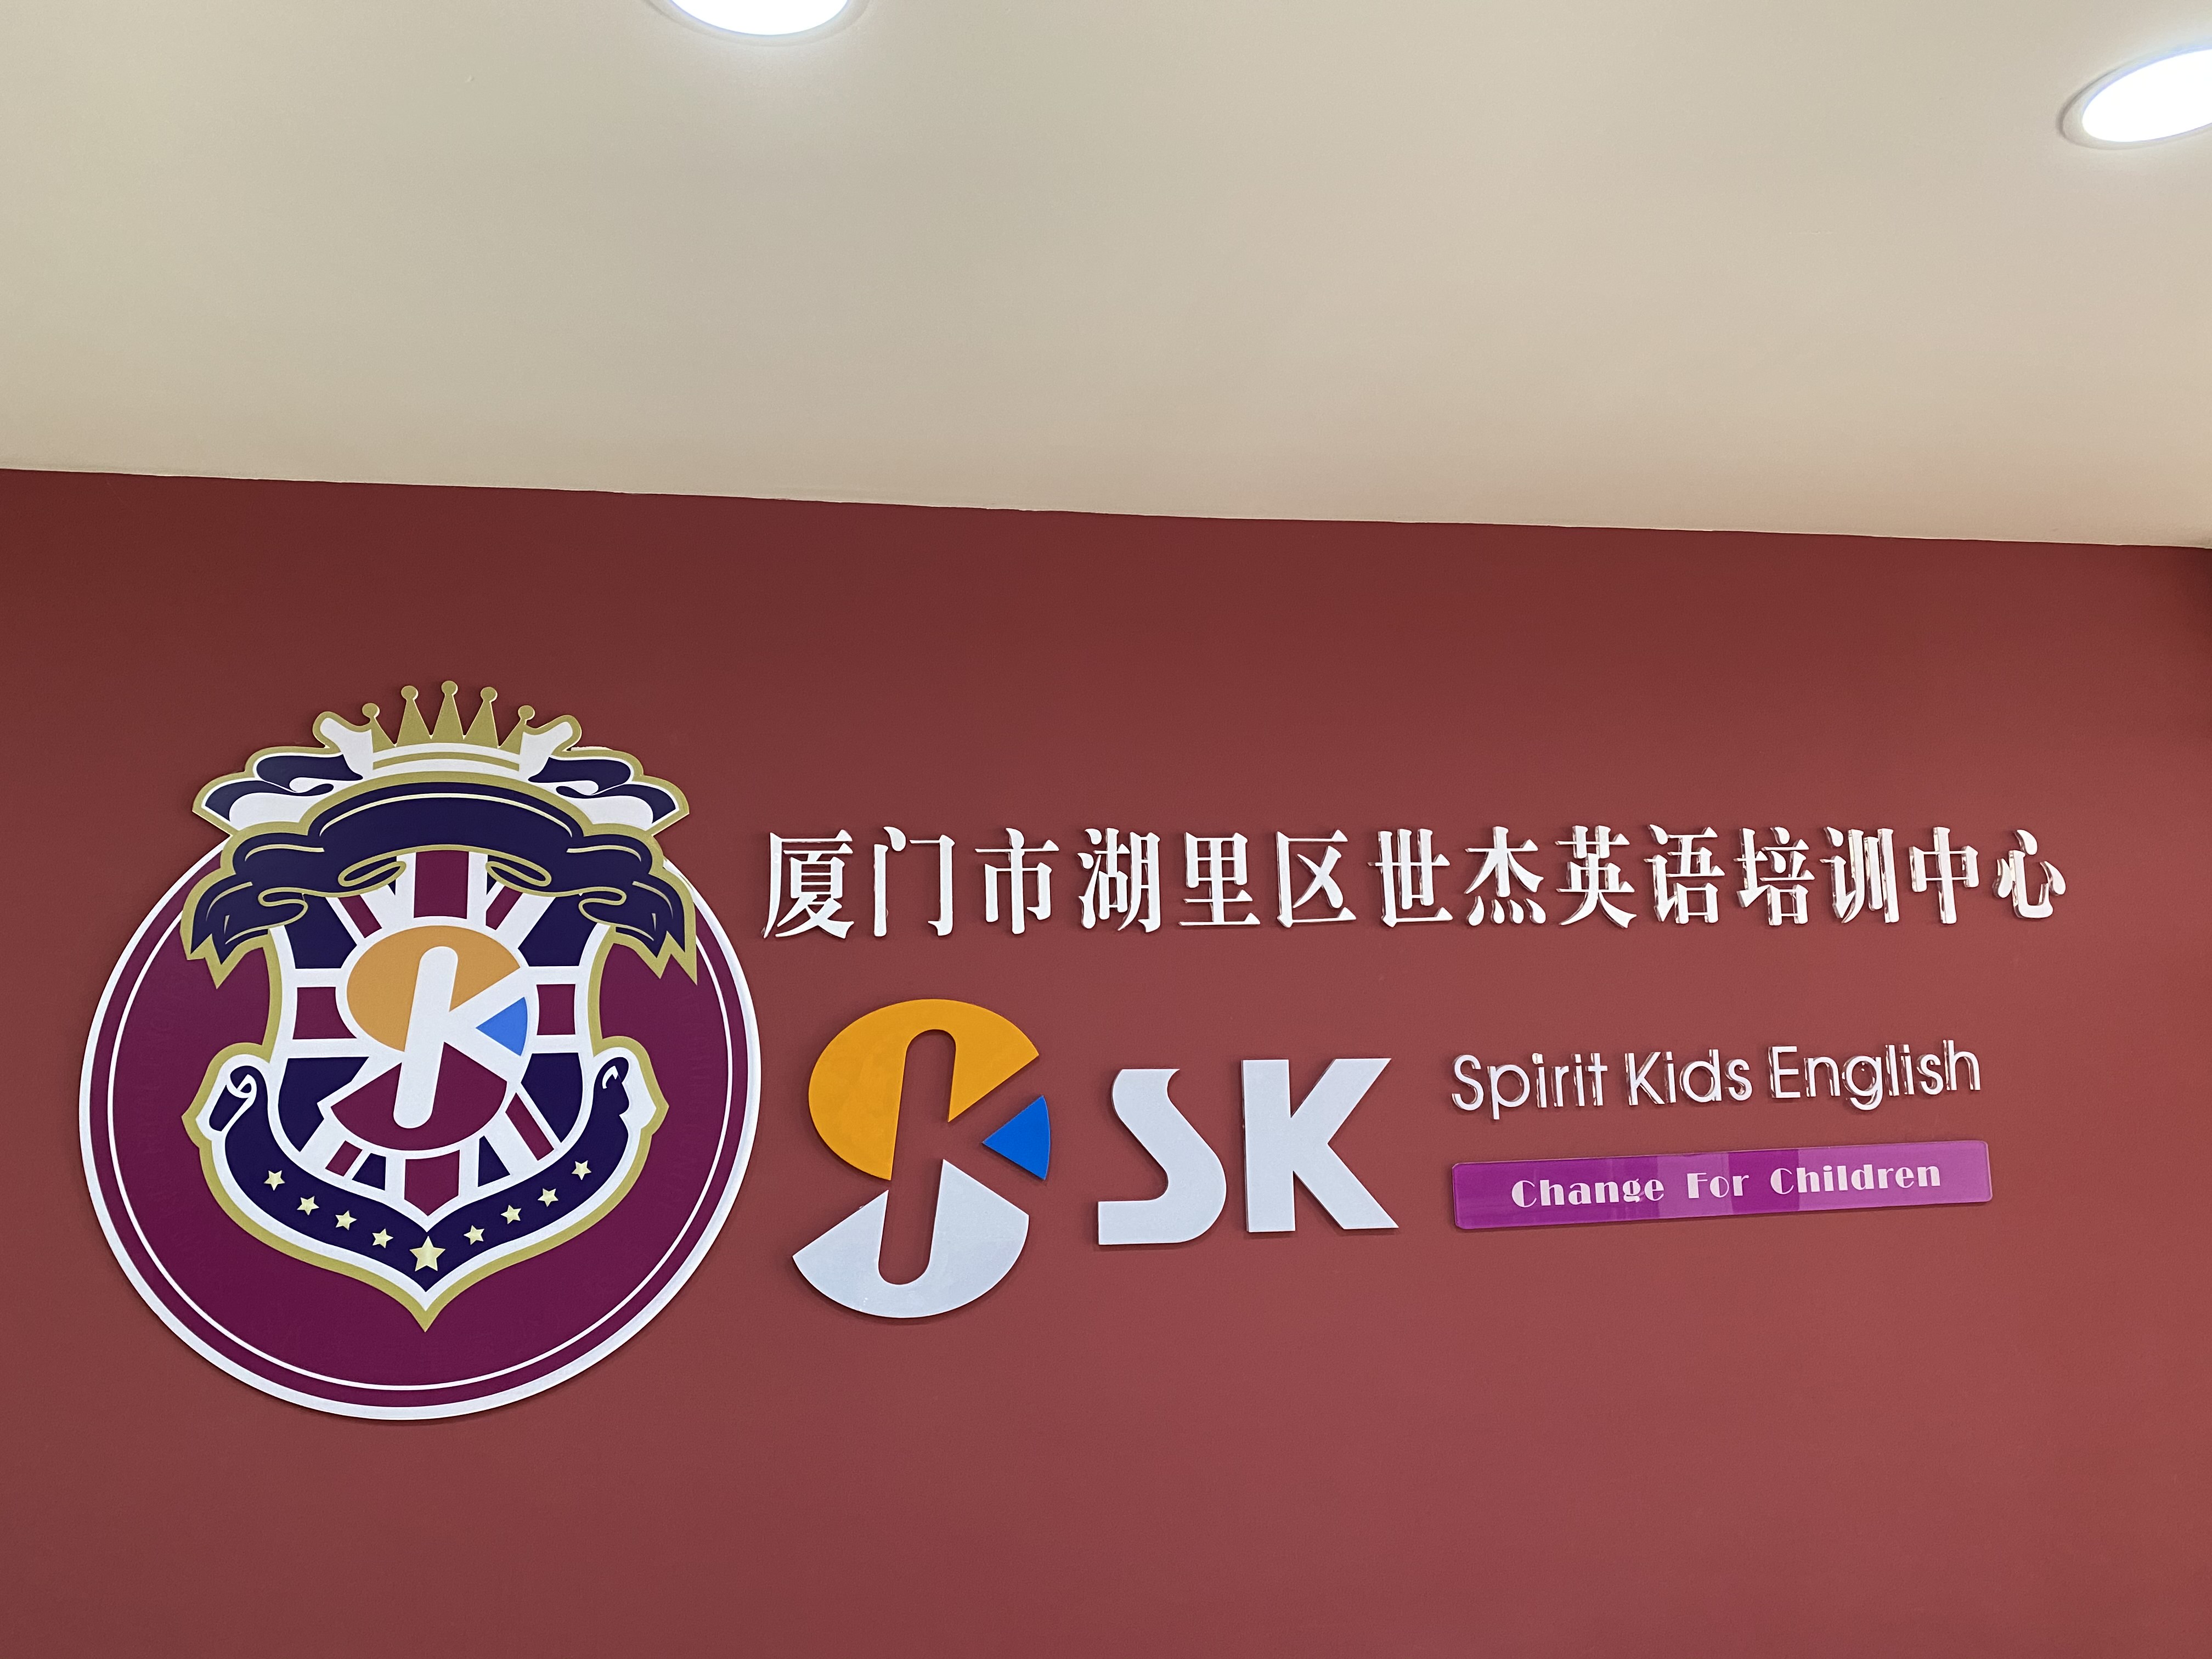 厦门市湖里区世杰英语培训中心
SK
Spirit Kids English
Change For Children